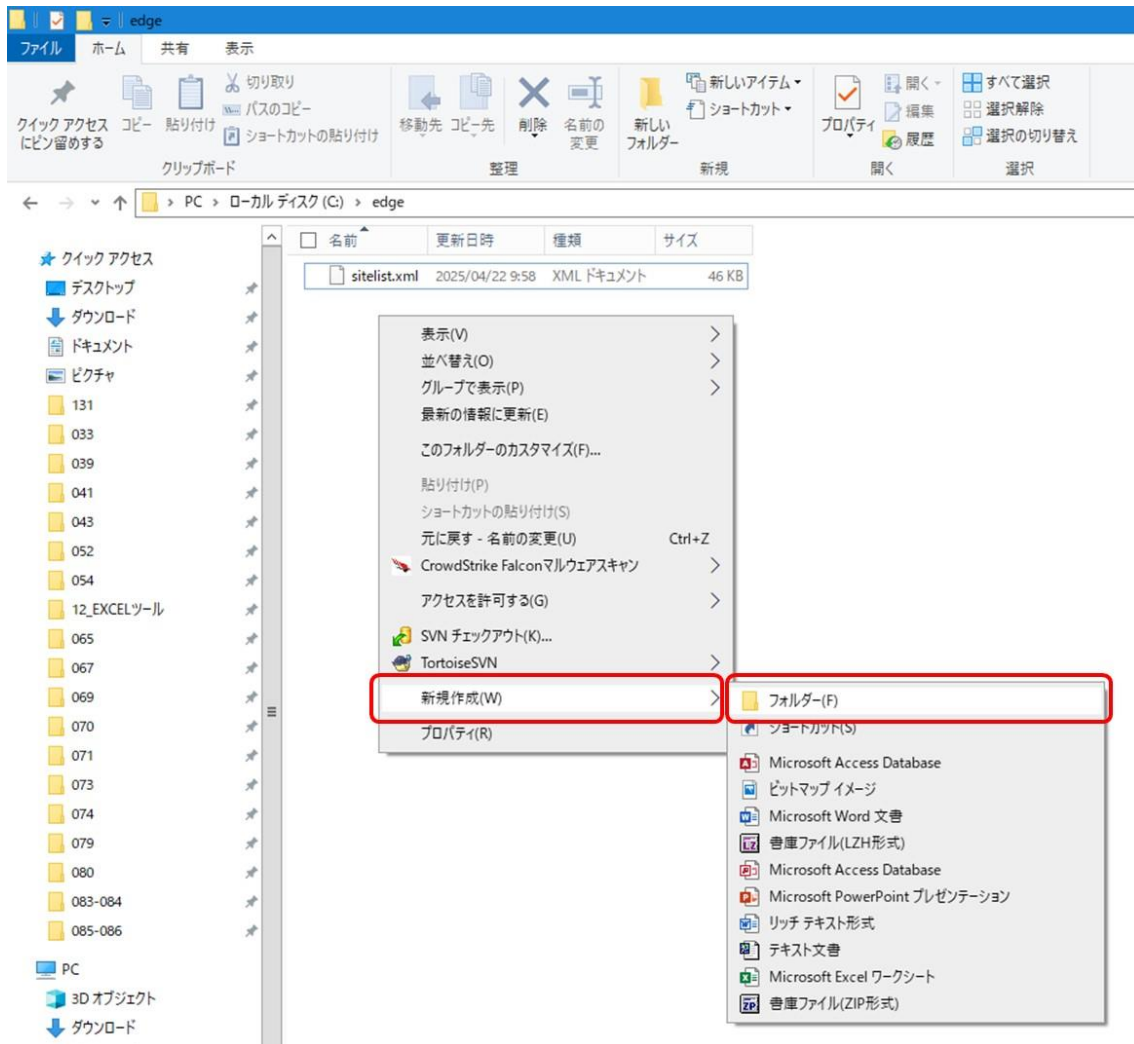 edge
ファイル ホーム 共有 表示
クイック アクセス
にピン留めする
コピー
貼り付け
切り取り
パスのコピー
ショートカットの貼り付け
クリップボード
移動先
コピー先
削除
名前の
変更
整理
新しい
フォルダー
新しいアイテム
ショートカット
新規
プロパティ
開く
編集
履歴
開く
すべて選択
選択解除
選択の切り替え
選択
PC › ローカル ディスク (C:) › edge
名前 更新日時 種類 サイズ
sitelist.xml 2025/04/22 9:58 XML ドキュメント 46 KB
クイック アクセス
デスクトップ
ダウンロード
ドキュメント
ピクチャ
131
033
039
041
043
052
054
12_EXCELツール
065
067
069
070
071
073
074
079
080
083-084
085-086
PC
3D オブジェクト
ダウンロード
表示(V)
並べ替え(O)
グループで表示(P)
最新の情報に更新(E)
このフォルダーのカスタマイズ(F)...
貼り付け(P)
ショートカットの貼り付け(S)
元に戻す - 名前の変更(U) Ctrl+Z
CrowdStrike Falconマルウェアスキャン
アクセスを許可する(G)
SVN チェックアウト(K)...
TortoiseSVN
新規作成(W)
プロパティ(R)
フォルダー(F)
ショートカット(S)
Microsoft Access Database
ビットマップ イメージ
Microsoft Word 文書
書庫ファイル(LZH形式)
Microsoft Access Database
Microsoft PowerPoint プレゼンテーション
リッチ テキスト形式
テキスト文書
Microsoft Excel ワークシート
書庫ファイル(ZIP形式)